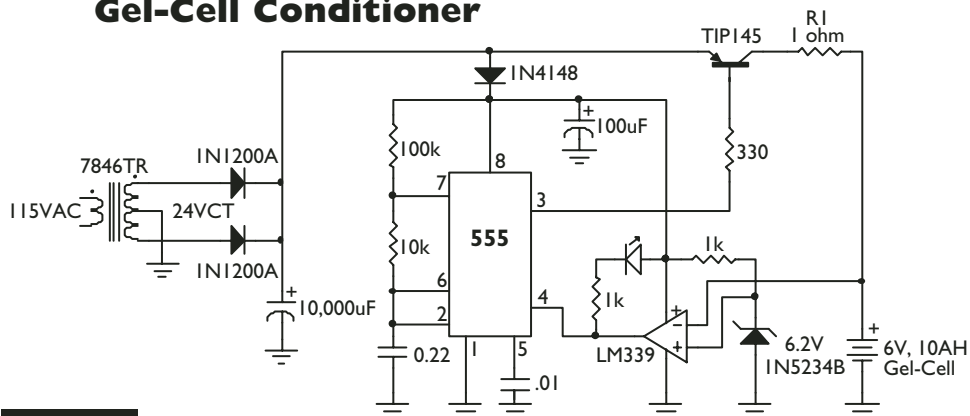 Gel-Cell Conditioner
R1
1 ohm
TIP145
1N4148
100uF
100k
330
8
7846TR
1N1200A
7
3
115VAC
24VCT
555
10k
1k
1N1200A
6
4
1k
10,000uF
2
+
+
−
+
+
+
0.22
1
5
LM339
6.2V
1N5234B
6V, 10AH
Gel-Cell
.01